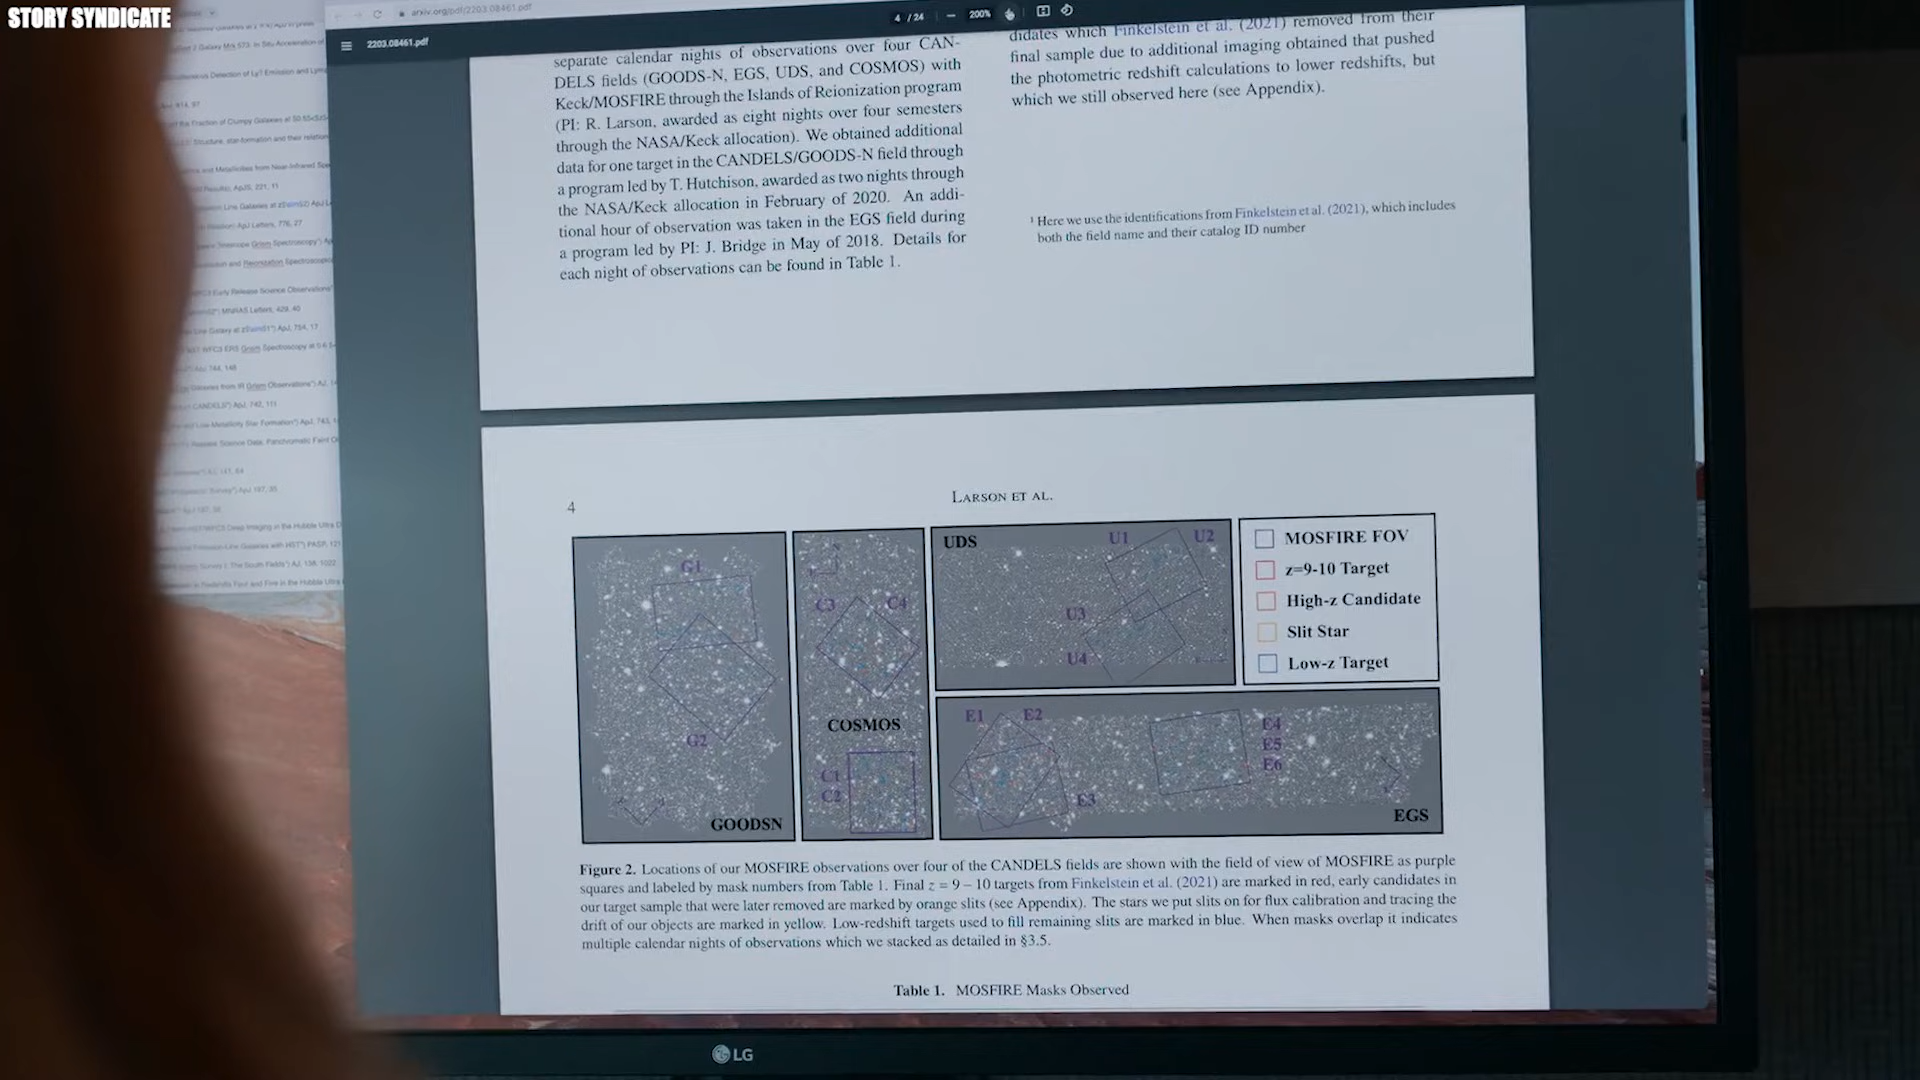 STORY SYNDICATE
arxiv.org/pdf/2203.08461.pdf
2203.08461.pdf
4 / 24
200%
separate calendar nights of observations over four CAN-
DELS fields (GOODS-N, EGS, UDS, and COSMOS) with
Keck/MOSFIRE through the Islands of Reionization program
(PI: R. Larson, awarded as eight nights over four semesters
through the NASA/Keck allocation). We obtained additional
data for one target in the CANDELS/GOODS-N field through
a program led by T. Hutchison, awarded as two nights through
the NASA/Keck allocation in February of 2020. An addi-
tional hour of observation was taken in the EGS field during
a program led by PI: J. Bridge in May of 2018. Details for
each night of observations can be found in Table 1.
didates which Finkelstein et al. (2021) removed from their
final sample due to additional imaging obtained that pushed
the photometric redshift calculations to lower redshifts, but
which we still observed here (see Appendix).
1 Here we use the identifications from Finkelstein et al. (2021), which includes
both the field name and their catalog ID number
4
LARSON ET AL.
G1
G2
GOODSN
C3
C4
COSMOS
C1
C2
UDS
U1
U2
U3
U4
MOSFIRE FOV
z=9-10 Target
High-z Candidate
Slit Star
Low-z Target
E1
E2
E3
E4
E5
E6
EGS
Figure 2. Locations of our MOSFIRE observations over four of the CANDELS fields are shown with the field of view of MOSFIRE as purple
squares and labeled by mask numbers from Table 1. Final z = 9 – 10 targets from Finkelstein et al. (2021) are marked in red, early candidates in
our target sample that were later removed are marked by orange slits (see Appendix). The stars we put slits on for flux calibration and tracing the
drift of our objects are marked in yellow. Low-redshift targets used to fill remaining slits are marked in blue. When masks overlap it indicates
multiple calendar nights of observations which we stacked as detailed in §3.5.
Table 1. MOSFIRE Masks Observed
LG